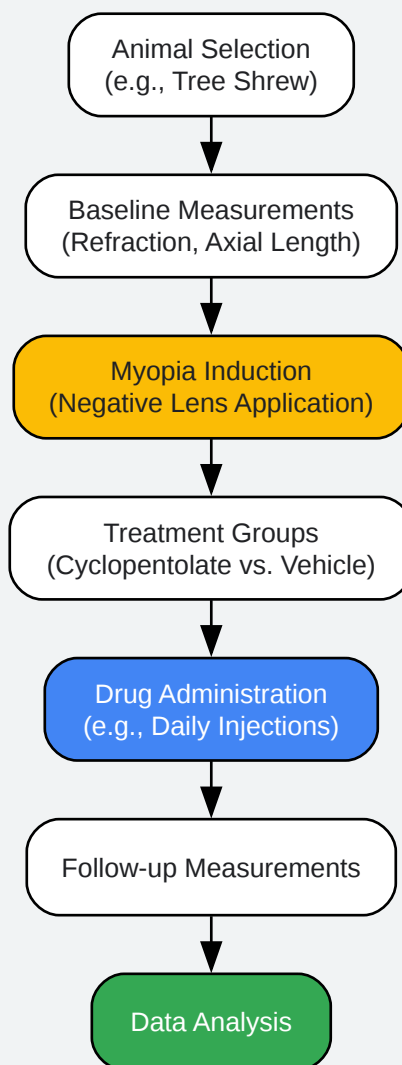 Animal Selection
(e.g., Tree Shrew)
Baseline Measurements
(Refraction, Axial Length)
Myopia Induction
(Negative Lens Application)
Treatment Groups
(Cyclopentolate vs. Vehicle)
Drug Administration
(e.g., Daily Injections)
Follow-up Measurements
Data Analysis